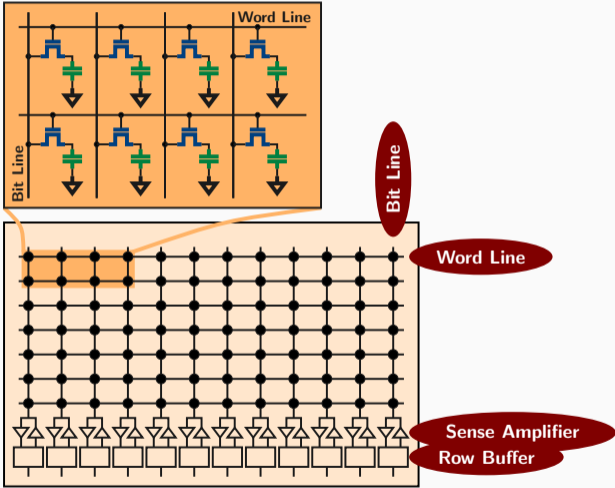 Word Line
Bit Line
Bit Line
Word Line
Sense Amplifier
Row Buffer